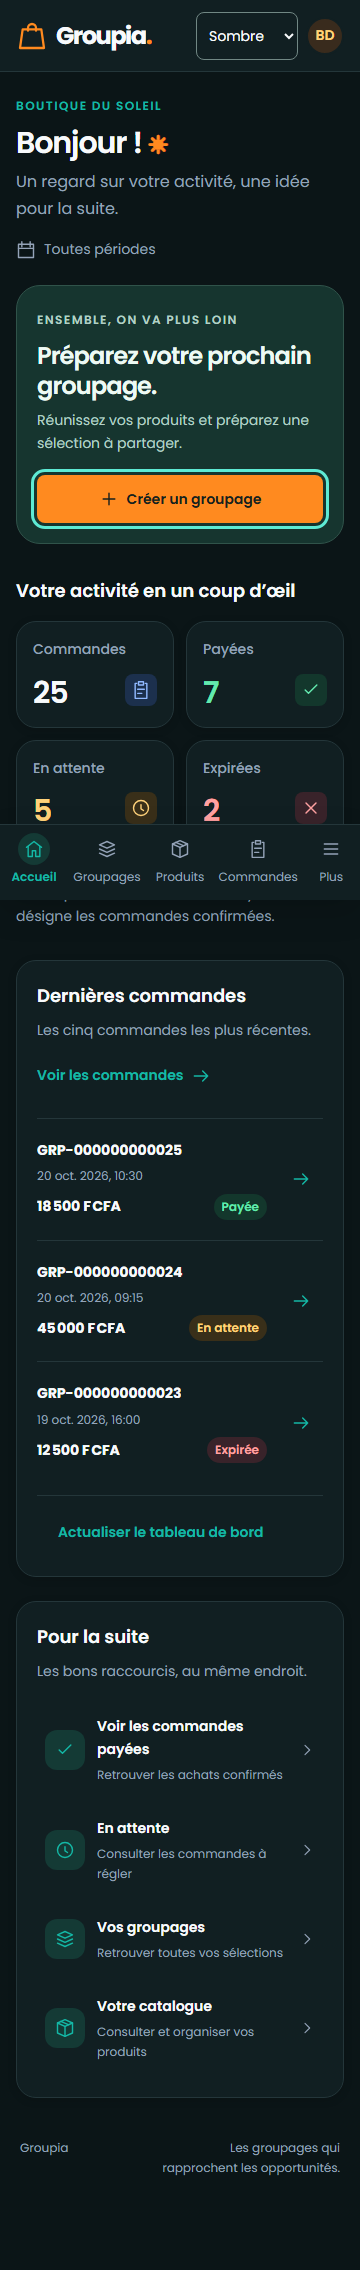 Groupia.
Sombre
BD
BOUTIQUE DU SOLEIL
Bonjour !
Un regard sur votre activité, une idée
pour la suite.
Toutes périodes
ENSEMBLE, ON VA PLUS LOIN
Préparez votre prochain
groupage.
Réunissez vos produits et préparez une
sélection à partager.
Créer un groupage
Votre activité en un coup d’œil
Commandes
25
Payées
7
En attente
5
Expirées
2
Accueil
Groupages
Produits
Commandes
Plus
désigne les commandes confirmées.
Dernières commandes
Les cinq commandes les plus récentes.
Voir les commandes
GRP-000000000025
20 oct. 2026, 10:30
18 500 FCFA
Payée
GRP-000000000024
20 oct. 2026, 09:15
45 000 FCFA
En attente
GRP-000000000023
19 oct. 2026, 16:00
12 500 FCFA
Expirée
Actualiser le tableau de bord
Pour la suite
Les bons raccourcis, au même endroit.
Voir les commandes
payées
Retrouver les achats confirmés
En attente
Consulter les commandes à
régler
Vos groupages
Retrouver toutes vos sélections
Votre catalogue
Consulter et organiser vos
produits
Groupia
Les groupages qui
rapprochent les opportunités.